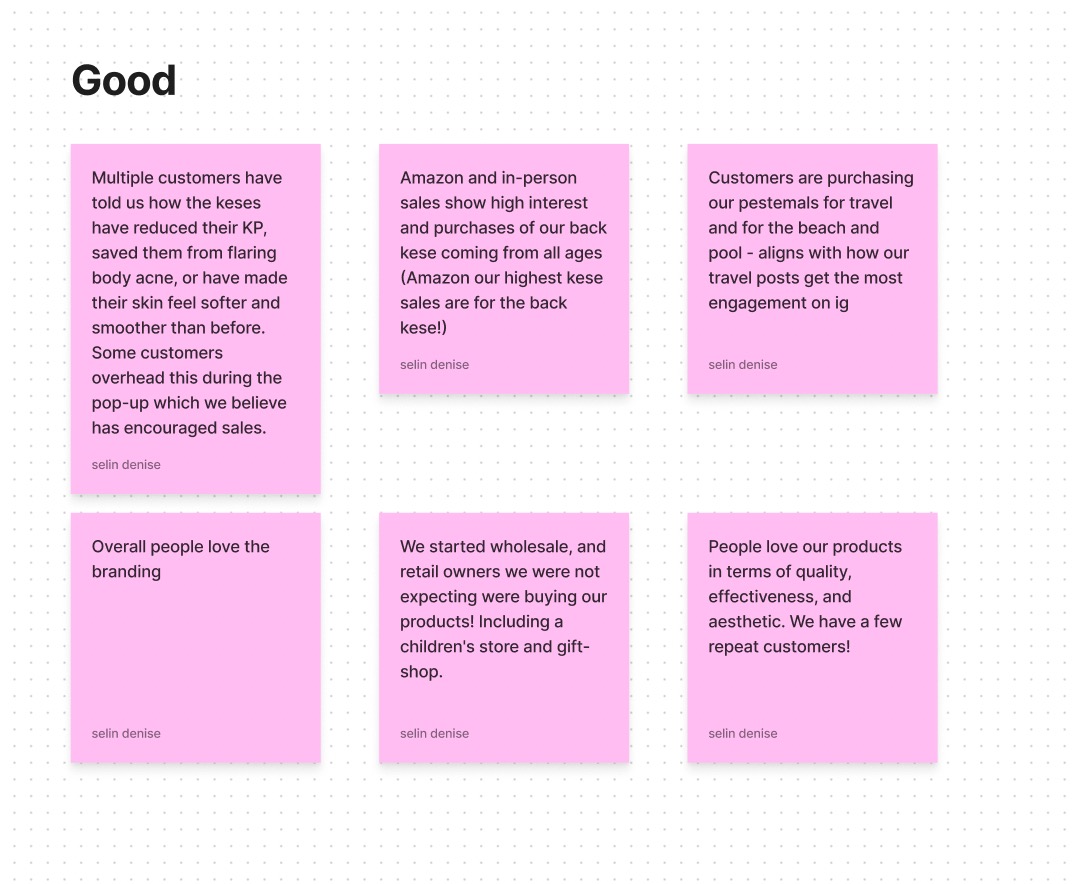 Good
Multiple customers have
told us how the keses
have reduced their KP,
saved them from flaring
body acne, or have made
their skin feel softer and
smoother than before.
Some customers
overhead this during the
pop-up which we believe
has encouraged sales.
selin denise
Amazon and in-person
sales show high interest
and purchases of our back
kese coming from all ages
(Amazon our highest kese
sales are for the back
kese!)
selin denise
Customers are purchasing
our pestemals for travel
and for the beach and
pool - aligns with how our
travel posts get the most
engagement on ig
selin denise
Overall people love the
branding
selin denise
We started wholesale, and
retail owners we were not
expecting were buying our
products! Including a
children's store and gift-
shop.
selin denise
People love our products
in terms of quality,
effectiveness, and
aesthetic. We have a few
repeat customers!
selin denise